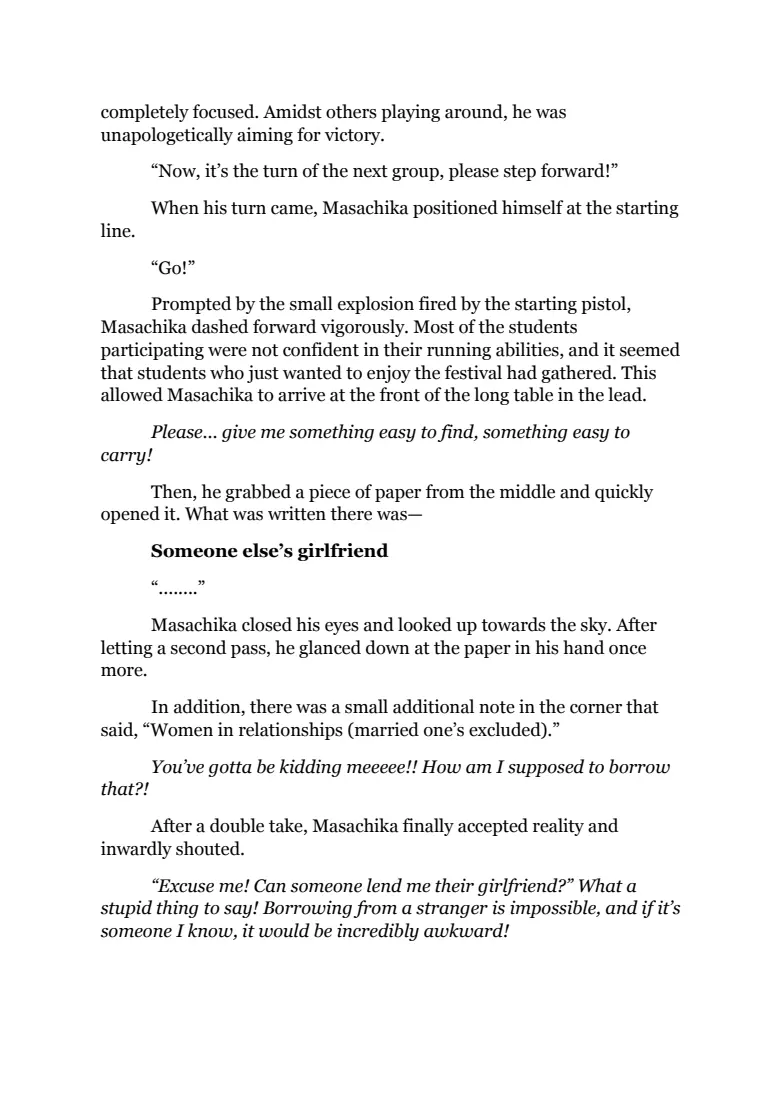 completely focused. Amidst others playing around, he was
unapologetically aiming for victory.
“Now, it’s the turn of the next group, please step forward!”
When his turn came, Masachika positioned himself at the starting
line.
“Go!”
Prompted by the small explosion fired by the starting pistol,
Masachika dashed forward vigorously. Most of the students
participating were not confident in their running abilities, and it seemed
that students who just wanted to enjoy the festival had gathered. This
allowed Masachika to arrive at the front of the long table in the lead.
Please... give me something easy to find, something easy to
carry!
Then, he grabbed a piece of paper from the middle and quickly
opened it. What was written there was—
Someone else’s girlfriend
“........”
Masachika closed his eyes and looked up towards the sky. After
letting a second pass, he glanced down at the paper in his hand once
more.
In addition, there was a small additional note in the corner that
said, “Women in relationships (married one’s excluded).”
You’ve gotta be kidding meeeee!! How am I supposed to borrow
that?!
After a double take, Masachika finally accepted reality and
inwardly shouted.
“Excuse me! Can someone lend me their girlfriend?” What a
stupid thing to say! Borrowing from a stranger is impossible, and if it’s
someone I know, it would be incredibly awkward!